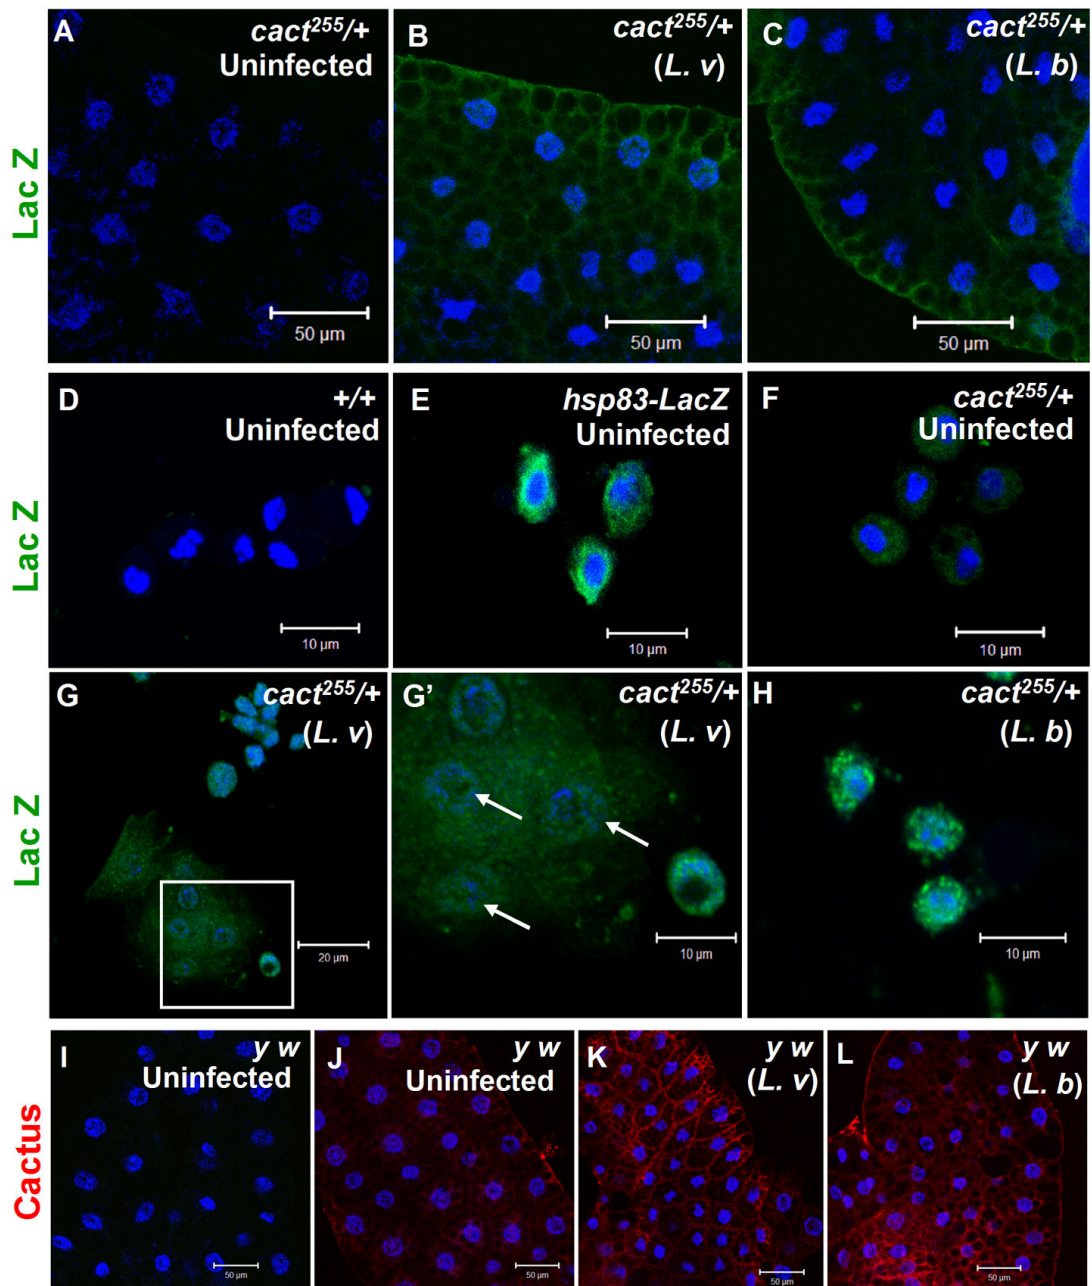 Lac Z
A
cact²⁵⁵/+
Uninfected
50 µm
B
cact²⁵⁵/+
(L. v)
50 µm
C
cact²⁵⁵/+
(L. b)
50 µm
Lac Z
D
+/+
Uninfected
10 µm
E
hsp83-LacZ
Uninfected
10 µm
F
cact²⁵⁵/+
Uninfected
10 µm
Lac Z
G
cact²⁵⁵/+
(L. v)
20 µm
G’
cact²⁵⁵/+
(L. v)
10 µm
H
cact²⁵⁵/+
(L. b)
10 µm
Cactus
I
y w
Uninfected
50 µm
J
y w
Uninfected
50 µm
K
y w
(L. v)
50 µm
L
y w
(L. b)
50 µm